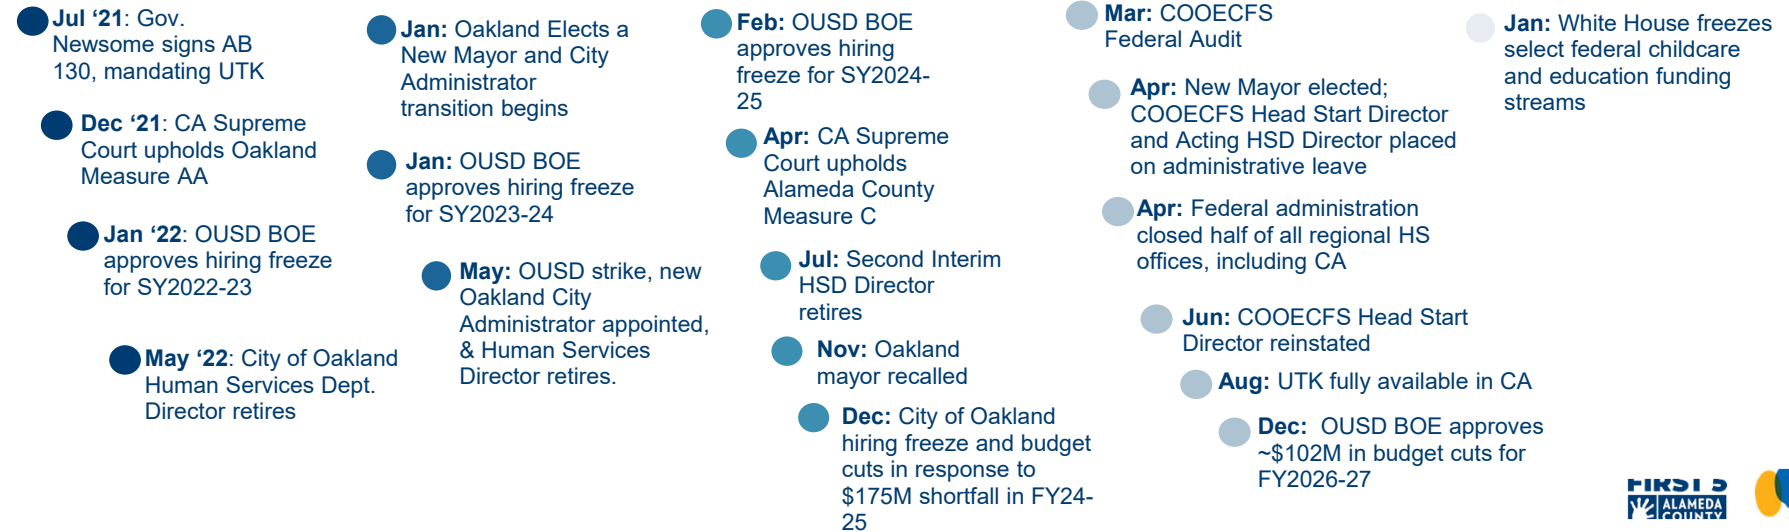 Jul ‘21: Gov.
Newsome signs AB
130, mandating UTK
Dec ‘21: CA Supreme
Court upholds Oakland
Measure AA
Jan ‘22: OUSD BOE
approves hiring freeze
for SY2022-23
May ‘22: City of Oakland
Human Services Dept.
Director retires
Jan: Oakland Elects a
New Mayor and City
Administrator
transition begins
Jan: OUSD BOE
approves hiring freeze
for SY2023-24
May: OUSD strike, new
Oakland City
Administrator appointed,
& Human Services
Director retires.
Feb: OUSD BOE
approves hiring
freeze for SY2024-
25
Apr: CA Supreme
Court upholds
Alameda County
Measure C
Jul: Second Interim
HSD Director
retires
Nov: Oakland
mayor recalled
Dec: City of Oakland
hiring freeze and budget
cuts in response to
$175M shortfall in FY24-
25
Mar: COOECFS
Federal Audit
Apr: New Mayor elected;
COOECFS Head Start Director
and Acting HSD Director placed
on administrative leave
Apr: Federal administration
closed half of all regional HS
offices, including CA
Jun: COOECFS Head Start
Director reinstated
Aug: UTK fully available in CA
Dec: OUSD BOE approves
~$102M in budget cuts for
FY2026-27
Jan: White House freezes
select federal childcare
and education funding
streams
FIRST 5
ALAMEDA
COUNTY